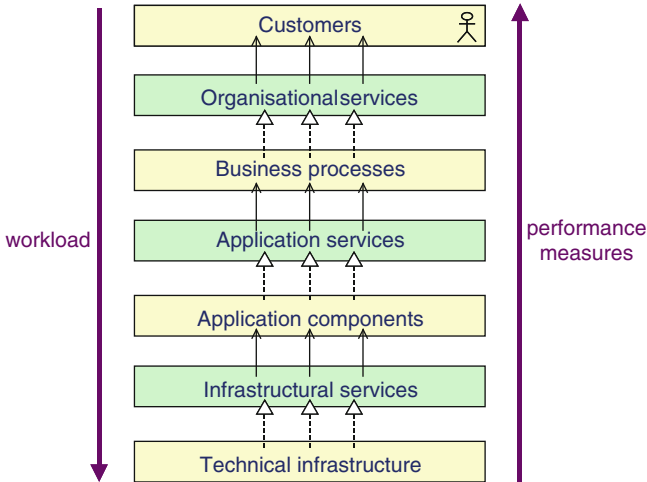 Customers
Organisationalservices
Business processes
workload
Application services
performance
measures
Application components
Infrastructural services
Technical infrastructure